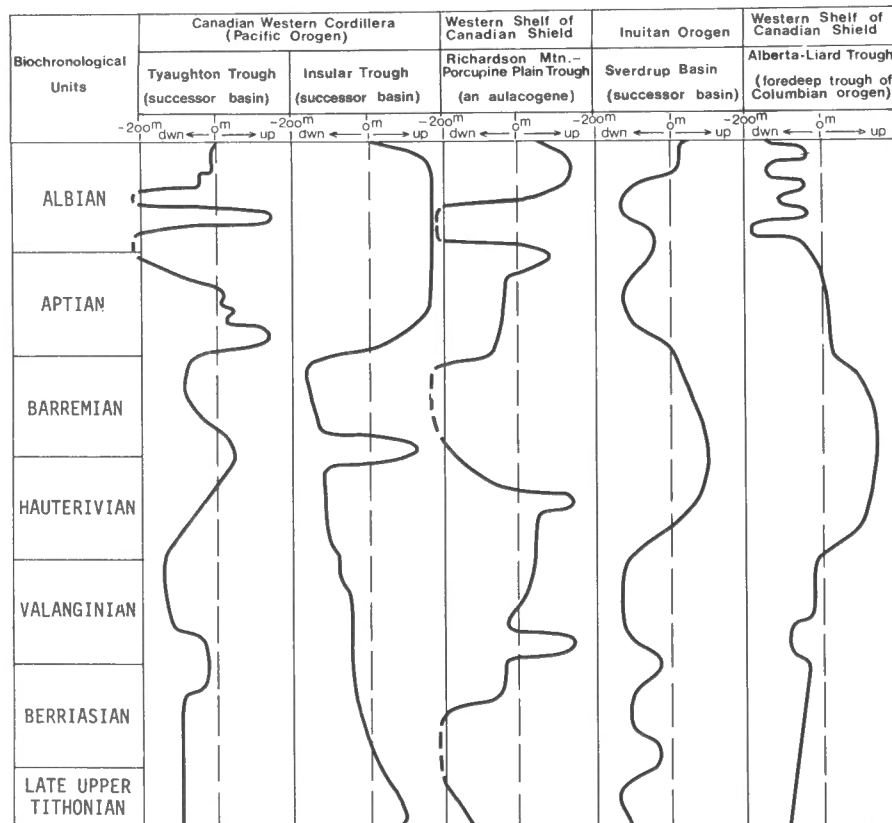 Biochronological
Units
Canadian Western Cordillera
(Pacific Orogen)
Western Shelf of
Canadian Shield
Inuitan Orogen
Western Shelf of
Canadian Shield
Tyaughton Trough
(successor basin)
Insular Trough
(successor basin)
Richardson Mtn.–
Porcupine Plain Trough
(an aulacogene)
Sverdrup Basin
(successor basin)
Alberta-Liard Trough
(foredeep trough of
Columbian orogen)
-200m 0m
dwn ← → up
-200m 0m
dwn ← → up
-200m 0m
dwn ← → up
-200m 0m
dwn ← → up
-200m 0m
dwn ← → up
ALBIAN
APTIAN
BARREMIAN
HAUTERIVIAN
VALANGINIAN
BERRIASIAN
LATE UPPER
TITHONIAN